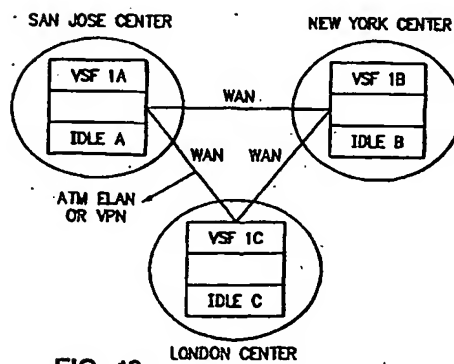 SAN JOSE CENTER
NEW YORK CENTER
VSF 1A
IDLE A
WAN
VSF 1B
IDLE B
WAN
WAN
ATM ELAN
OR VPN
VSF 1C
IDLE C
LONDON CENTER